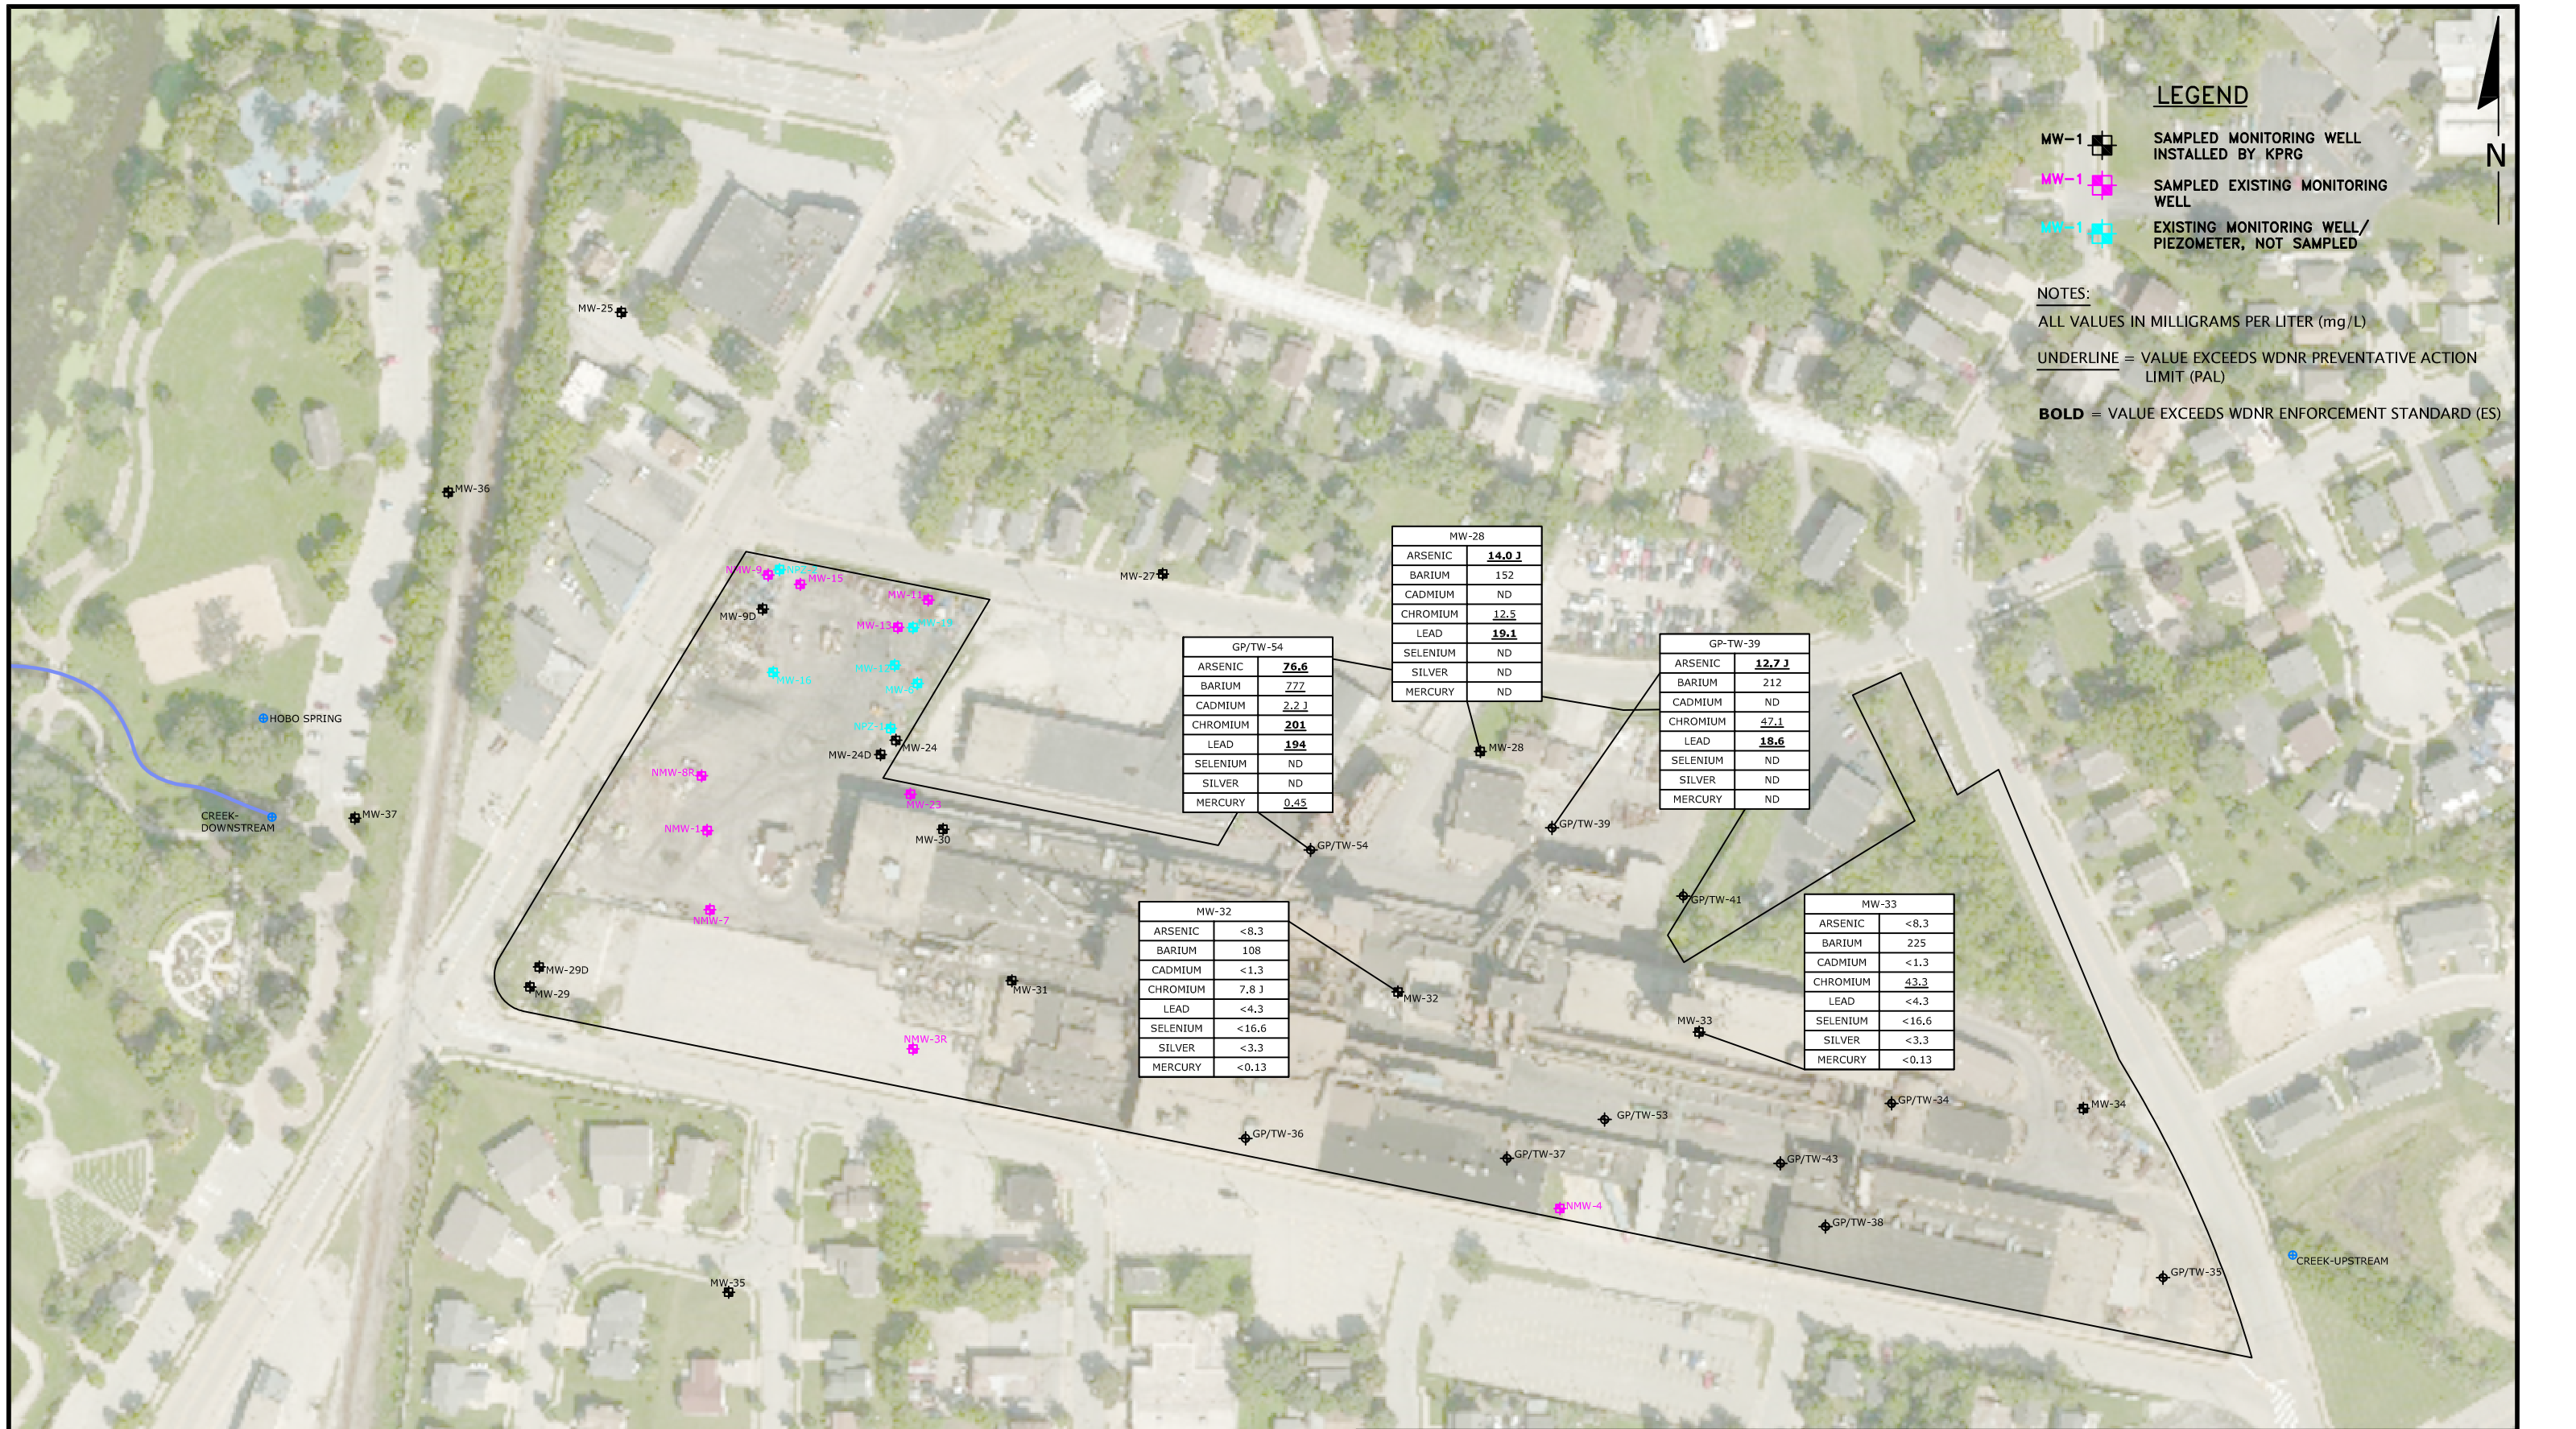 LEGEND
MW-1
SAMPLED MONITORING WELL
INSTALLED BY KPRG
MW-1
SAMPLED EXISTING MONITORING
WELL
MW-1
EXISTING MONITORING WELL/
PIEZOMETER, NOT SAMPLED
N
NOTES:
ALL VALUES IN MILLIGRAMS PER LITER (mg/L)
UNDERLINE = VALUE EXCEEDS WDNR PREVENTATIVE ACTION
LIMIT (PAL)
BOLD = VALUE EXCEEDS WDNR ENFORCEMENT STANDARD (ES)
MW-25
MW-36
MW-27
NMW-9
MW-15
MW-9D
MW-11
MW-13
MW-16
MW-24
MW-24D
NMW-8R
MW-23
NMW-1
MW-30
NMW-7
MW-29D
MW-29
MW-31
NMW-3R
HOBO SPRING
CREEK-
DOWNSTREAM
MW-37
MW-35
MW-28
ARSENIC 14.0 J
BARIUM 152
CADMIUM ND
CHROMIUM 12.5
LEAD 19.1
SELENIUM ND
SILVER ND
MERCURY ND
GP/TW-54
ARSENIC 76.6
BARIUM 777
CADMIUM 2.2 J
CHROMIUM 201
LEAD 194
SELENIUM ND
SILVER ND
MERCURY 0.45
GP-TW-39
ARSENIC 12.7 J
BARIUM 212
CADMIUM ND
CHROMIUM 47.1
LEAD 18.6
SELENIUM ND
SILVER ND
MERCURY ND
MW-28
GP/TW-39
GP/TW-54
GP/TW-41
MW-32
ARSENIC <8.3
BARIUM 108
CADMIUM <1.3
CHROMIUM 7.8 J
LEAD <4.3
SELENIUM <16.6
SILVER <3.3
MERCURY <0.13
MW-33
ARSENIC <8.3
BARIUM 225
CADMIUM <1.3
CHROMIUM 43.3
LEAD <4.3
SELENIUM <16.6
SILVER <3.3
MERCURY <0.13
MW-32
MW-33
GP/TW-34
MW-34
GP/TW-53
GP/TW-36
GP/TW-37
GP/TW-43
NMW-4
GP/TW-38
GP/TW-35
CREEK-UPSTREAM